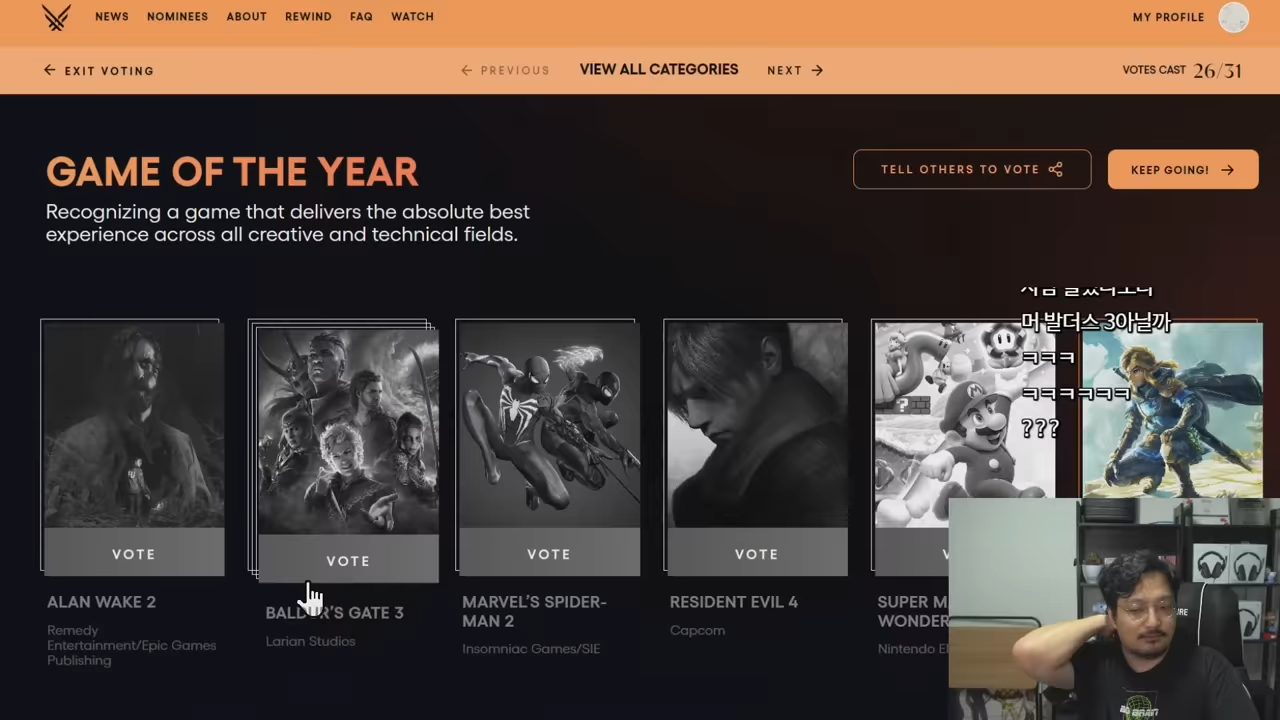 NEWS
NOMINEES
ABOUT
REWIND
FAQ
WATCH
MY PROFILE
EXIT VOTING
PREVIOUS
VIEW ALL CATEGORIES
NEXT
VOTES CAST 26/31
GAME OF THE YEAR
TELL OTHERS TO VOTE
KEEP GOING!
Recognizing a game that delivers the absolute best
experience across all creative and technical fields.
머 발더스 3아닐까
ㅋㅋㅋ
ㅋㅋㅋㅋㅋㅋ
???
VOTE
VOTE
VOTE
VOTE
V
ALAN WAKE 2
Remedy
Entertainment/Epic Games
Publishing
BALDUR'S GATE 3
Larian Studios
MARVEL'S SPIDER-
MAN 2
Insomniac Games/SIE
RESIDENT EVIL 4
Capcom
SUPER M
WONDER
Nintendo E